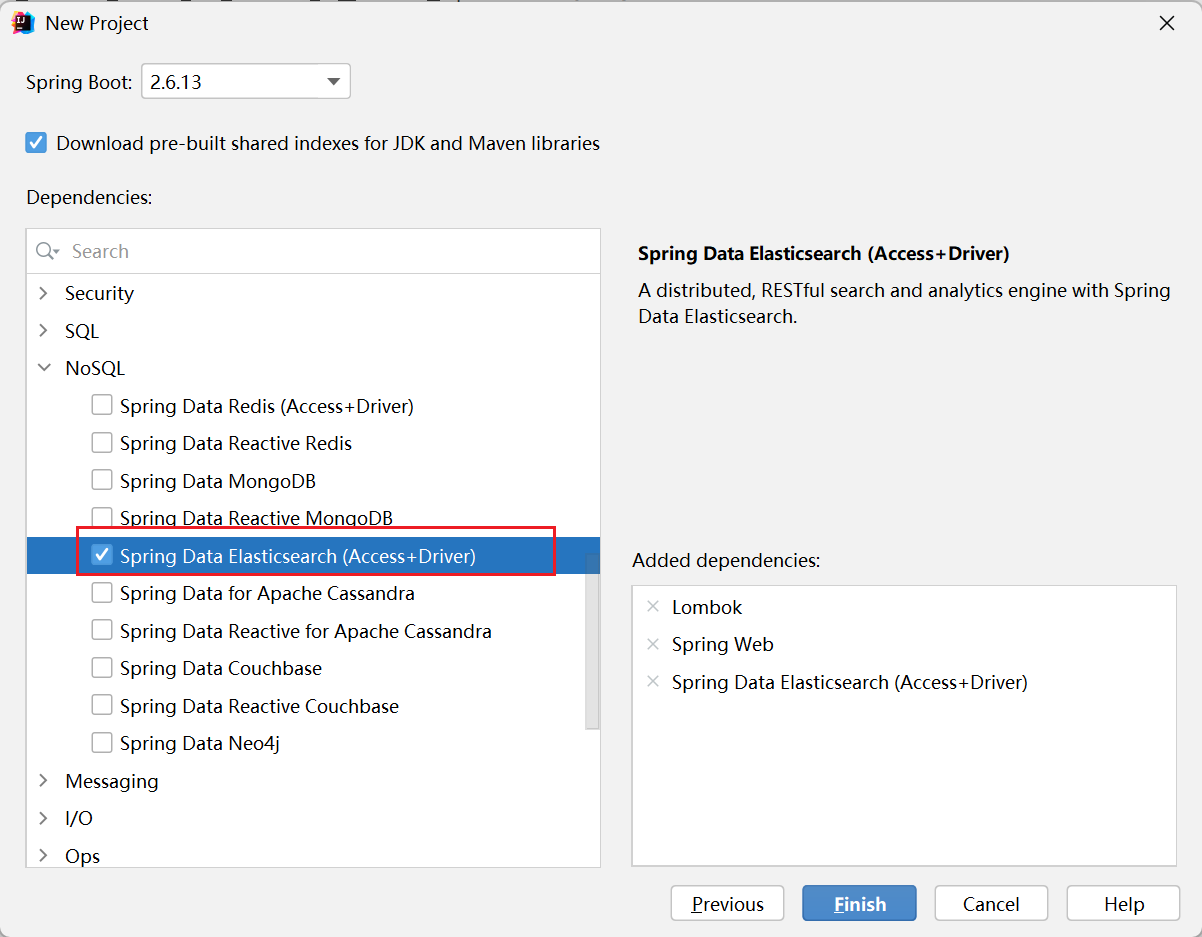 New Project
Spring Boot: 2.6.13
Download pre-built shared indexes for JDK and Maven libraries
Dependencies:
Search
Security
SQL
NoSQL
Spring Data Redis (Access+Driver)
Spring Data Reactive Redis
Spring Data MongoDB
Spring Data Reactive MongoDB
Spring Data Elasticsearch (Access+Driver)
Spring Data for Apache Cassandra
Spring Data Reactive for Apache Cassandra
Spring Data Couchbase
Spring Data Reactive Couchbase
Spring Data Neo4j
Messaging
I/O
Ops
Spring Data Elasticsearch (Access+Driver)
A distributed, RESTful search and analytics engine with Spring
Data Elasticsearch.
Added dependencies:
Lombok
Spring Web
Spring Data Elasticsearch (Access+Driver)
Previous Finish Cancel Help